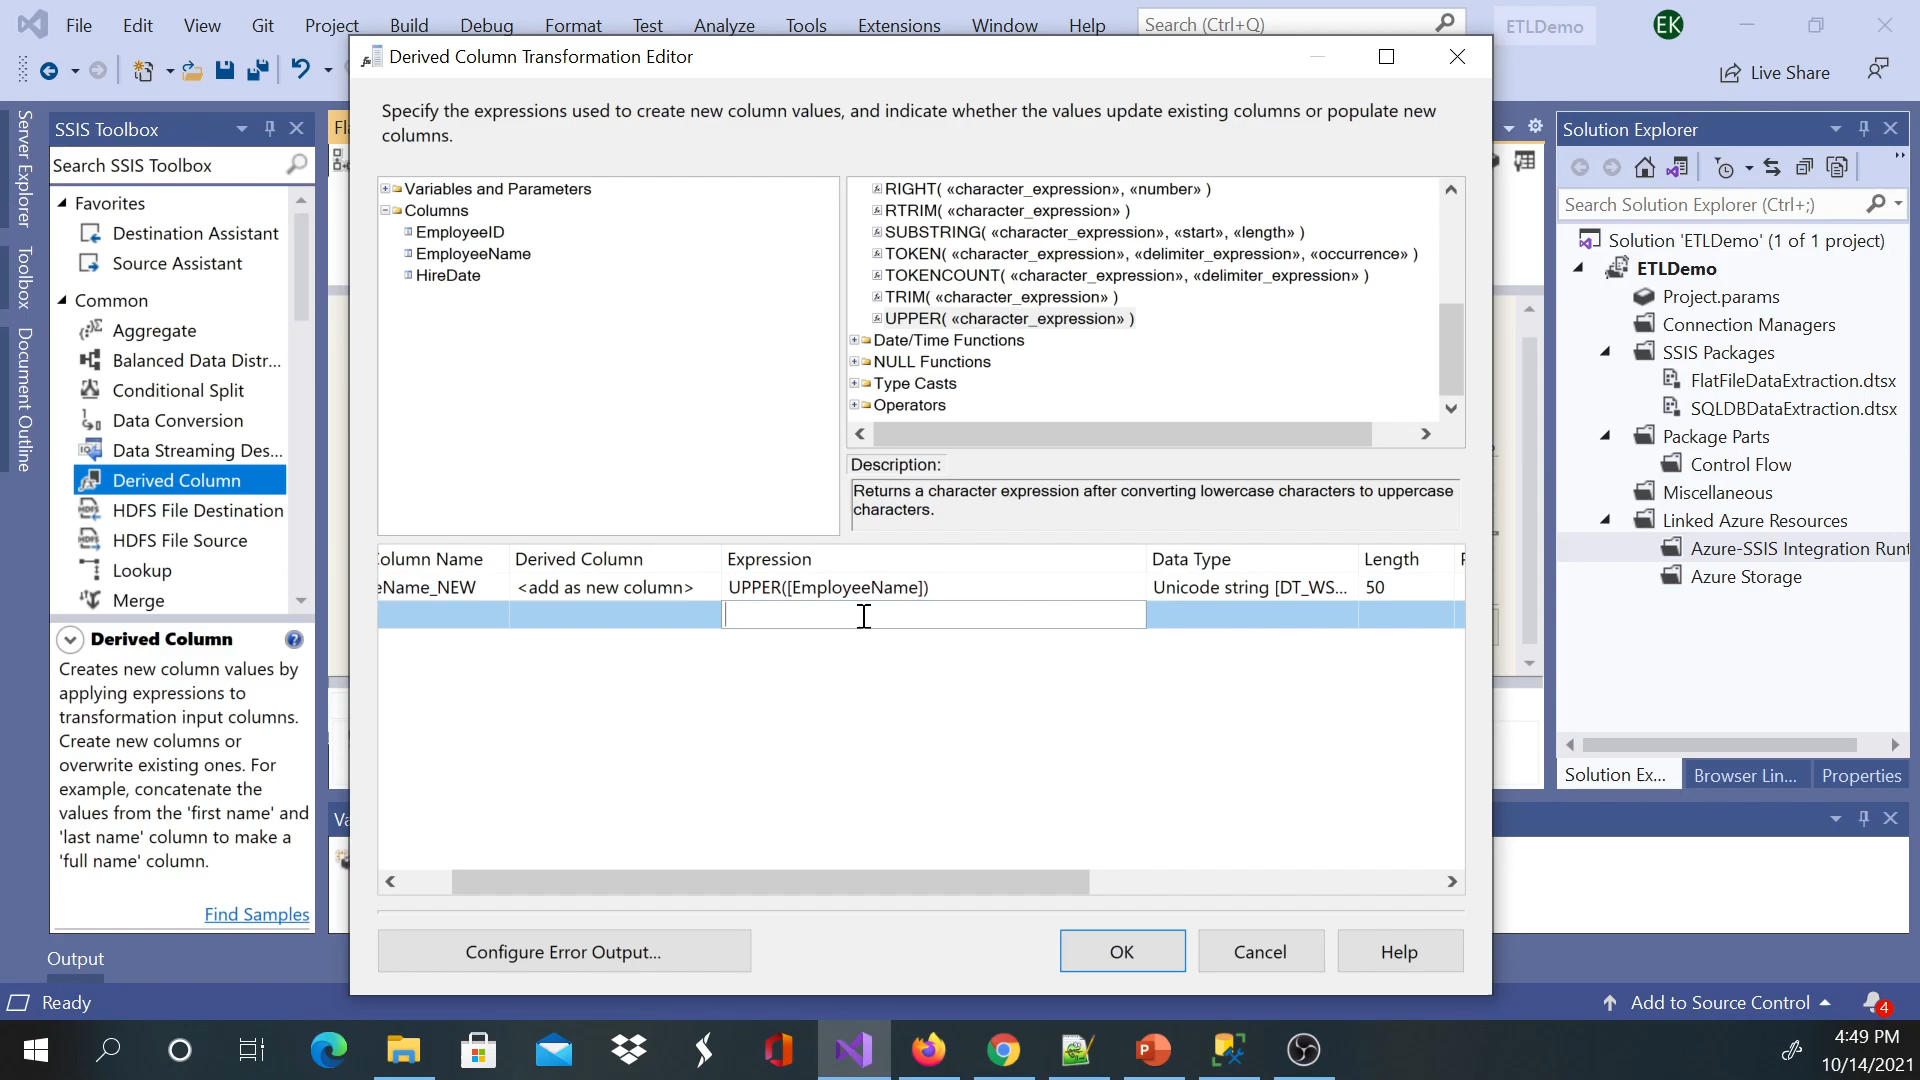 File Edit View Git Project Build Debug Format Test Analyze Tools Extensions Window Help Search (Ctrl+Q) ETLDemo EK
Live Share
Derived Column Transformation Editor
Specify the expressions used to create new column values, and indicate whether the values update existing columns or populate new
columns.
Server Explorer
Toolbox
Document Outline
SSIS Toolbox
Search SSIS Toolbox
Favorites
Destination Assistant
Source Assistant
Common
Aggregate
Balanced Data Distr...
Conditional Split
Data Conversion
Data Streaming Des...
Derived Column
HDFS File Destination
HDFS File Source
Lookup
Merge
Derived Column
Creates new column values by
applying expressions to
transformation input columns.
Create new columns or
overwrite existing ones. For
example, concatenate the
values from the 'first name' and
'last name' column to make a
'full name' column.
Find Samples
Variables and Parameters
Columns
EmployeeID
EmployeeName
HireDate
RIGHT( «character_expression», «number» )
RTRIM( «character_expression» )
SUBSTRING( «character_expression», «start», «length» )
TOKEN( «character_expression», «delimiter_expression», «occurrence» )
TOKENCOUNT( «character_expression», «delimiter_expression» )
TRIM( «character_expression» )
UPPER( «character_expression» )
Date/Time Functions
NULL Functions
Type Casts
Operators
Description:
Returns a character expression after converting lowercase characters to uppercase
characters.
olumn Name Derived Column Expression Data Type Length
eName_NEW <add as new column> UPPER([EmployeeName]) Unicode string [DT_WS... 50
Configure Error Output... OK Cancel Help
Solution Explorer
Search Solution Explorer (Ctrl+;)
Solution 'ETLDemo' (1 of 1 project)
ETLDemo
Project.params
Connection Managers
SSIS Packages
FlatFileDataExtraction.dtsx
SQLDBDataExtraction.dtsx
Package Parts
Control Flow
Miscellaneous
Linked Azure Resources
Azure-SSIS Integration Runt
Azure Storage
Solution Ex... Browser Lin... Properties
Output
Ready
Add to Source Control 4
4:49 PM
10/14/2021